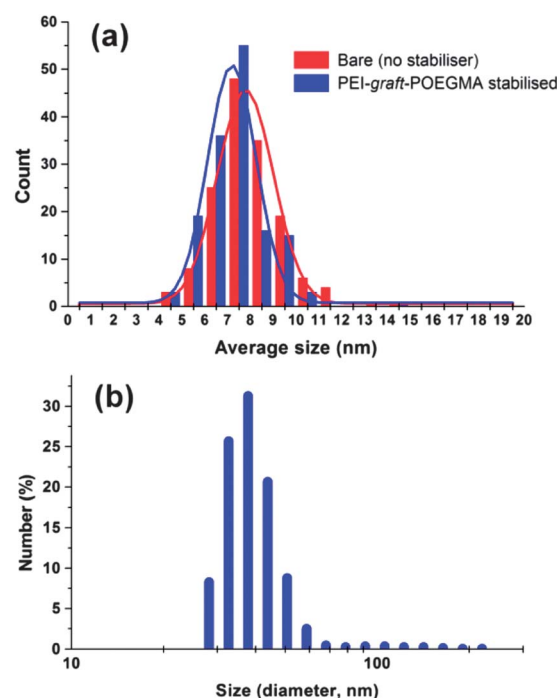 (a)
Bare (no stabiliser)
PEI-graft-POEGMA stabilised
60
50
40
30
20
10
0
Count
0 1 2 3 4 5 6 7 8 9 10 11 12 13 14 15 16 17 18 19 20
Average size (nm)
(b)
30
25
20
15
10
5
0
Number (%)
10 100
Size (diameter, nm)